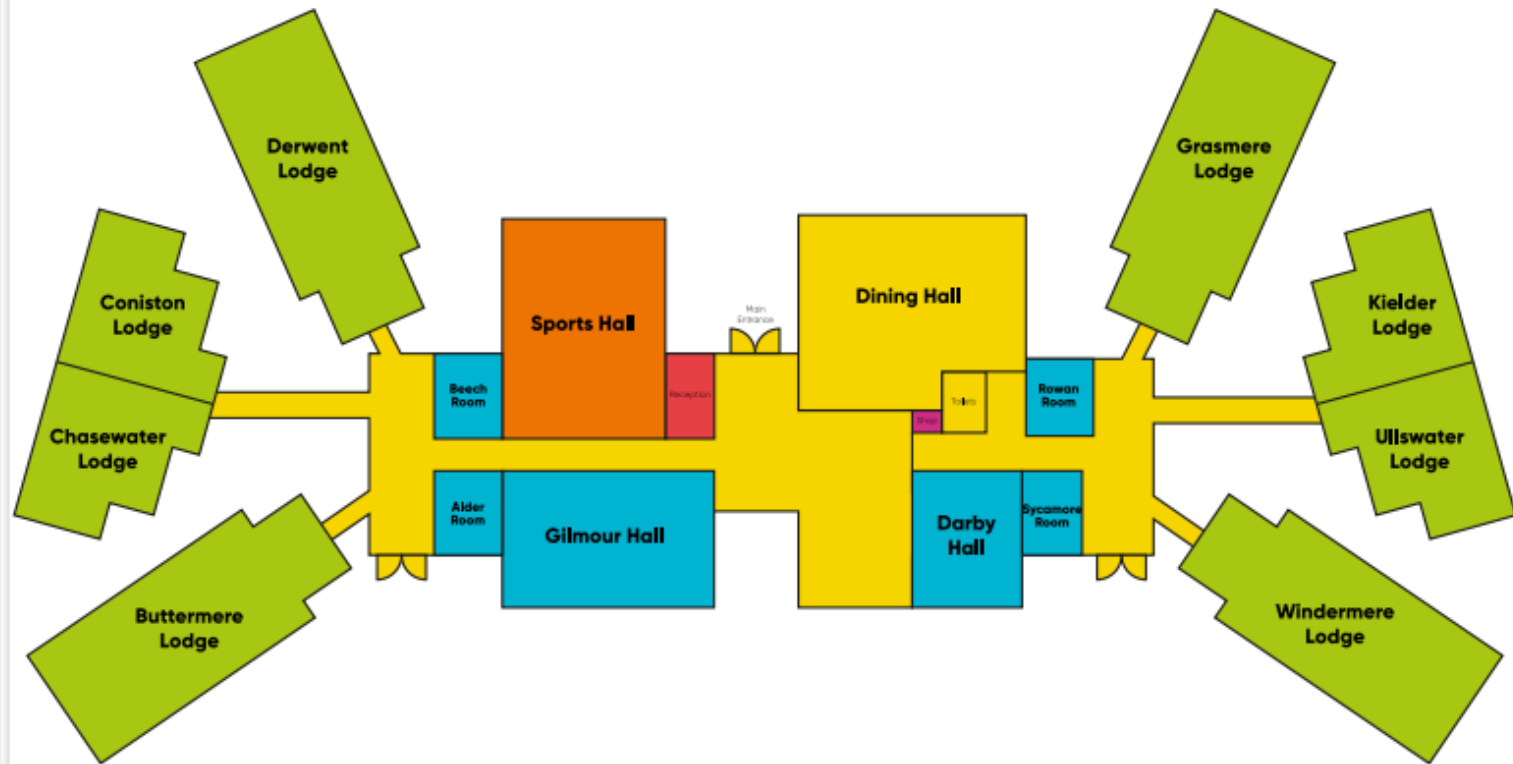 Derwent
Lodge
Grasmere
Lodge
Coniston
Lodge
Sports Hall
Main
Entrance
Dining Hall
Kielder
Lodge
Beech
Room
Reception
Toilets
Rowan
Room
Shop
Chasewater
Lodge
Ullswater
Lodge
Alder
Room
Gilmour Hall
Darby
Hall
Sycamore
Room
Buttermere
Lodge
Windermere
Lodge